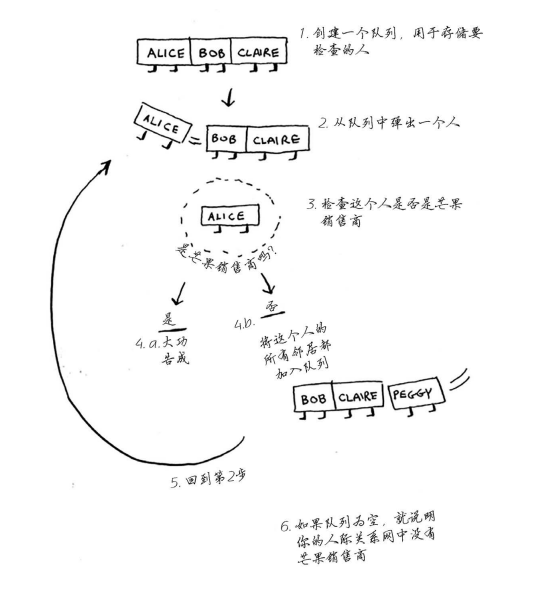 ALICE BOB CLAIRE
1. 创建一个队列，用于存储要
检查的人
ALICE
BOB CLAIRE
2. 从队列中弹出一个人
ALICE
3. 检查这个人是否是芒果
销售商
是芒果销售商吗？
是
4.a. 大功
告成
4.b. 否
将这个人的
所有邻居都
加入队列
BOB CLAIRE PEGGY
5. 回到第2步
6. 如果队列为空，就说明
你的人际关系网中没有
芒果销售商